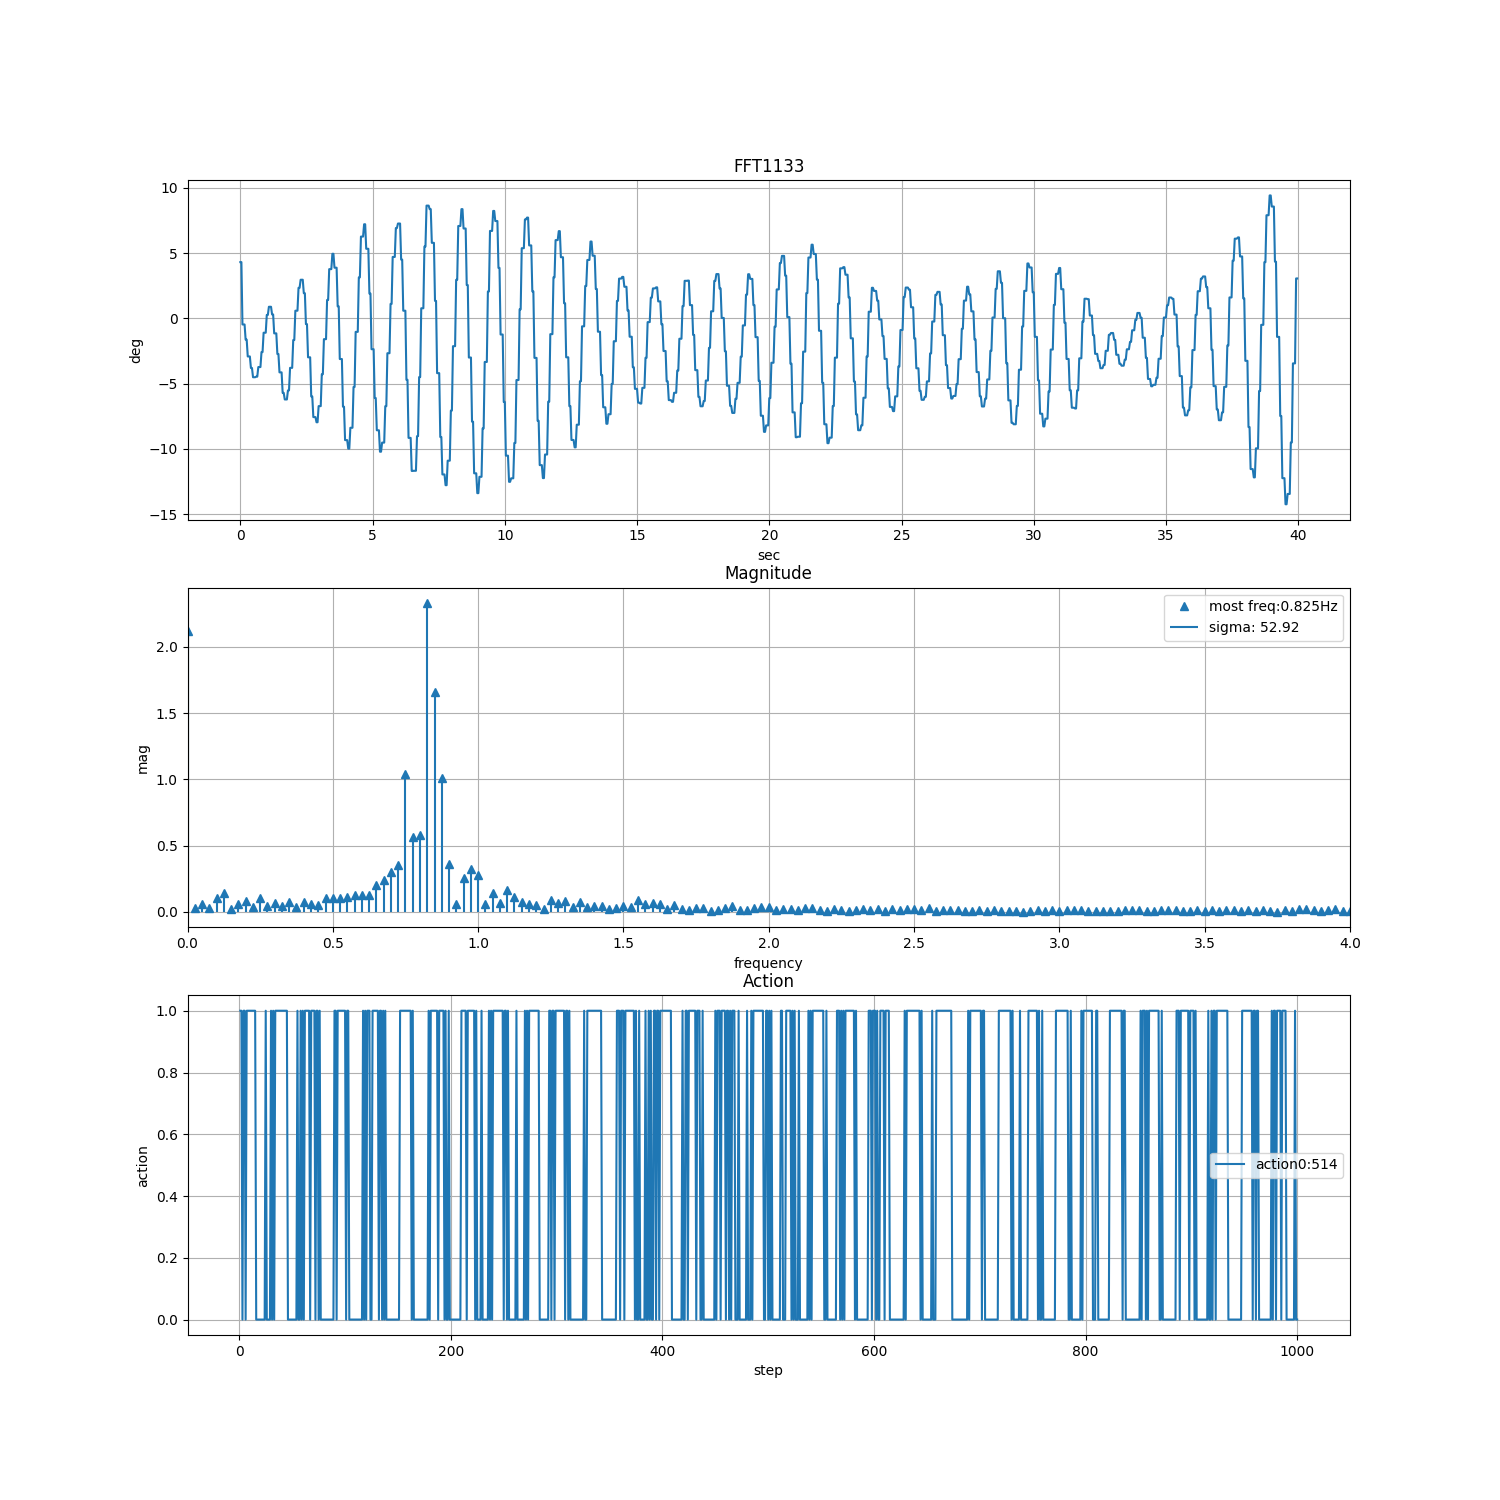 FFT1133
10
5
0
−5
−10
−15
deg
0 5 10 15 20 25 30 35 40
sec
Magnitude
most freq:0.825Hz
sigma: 52.92
2.0
1.5
1.0
0.5
0.0
mag
0.0 0.5 1.0 1.5 2.0 2.5 3.0 3.5 4.0
frequency
Action
1.0
0.8
0.6
0.4
0.2
0.0
action
action0:514
0 200 400 600 800 1000
step